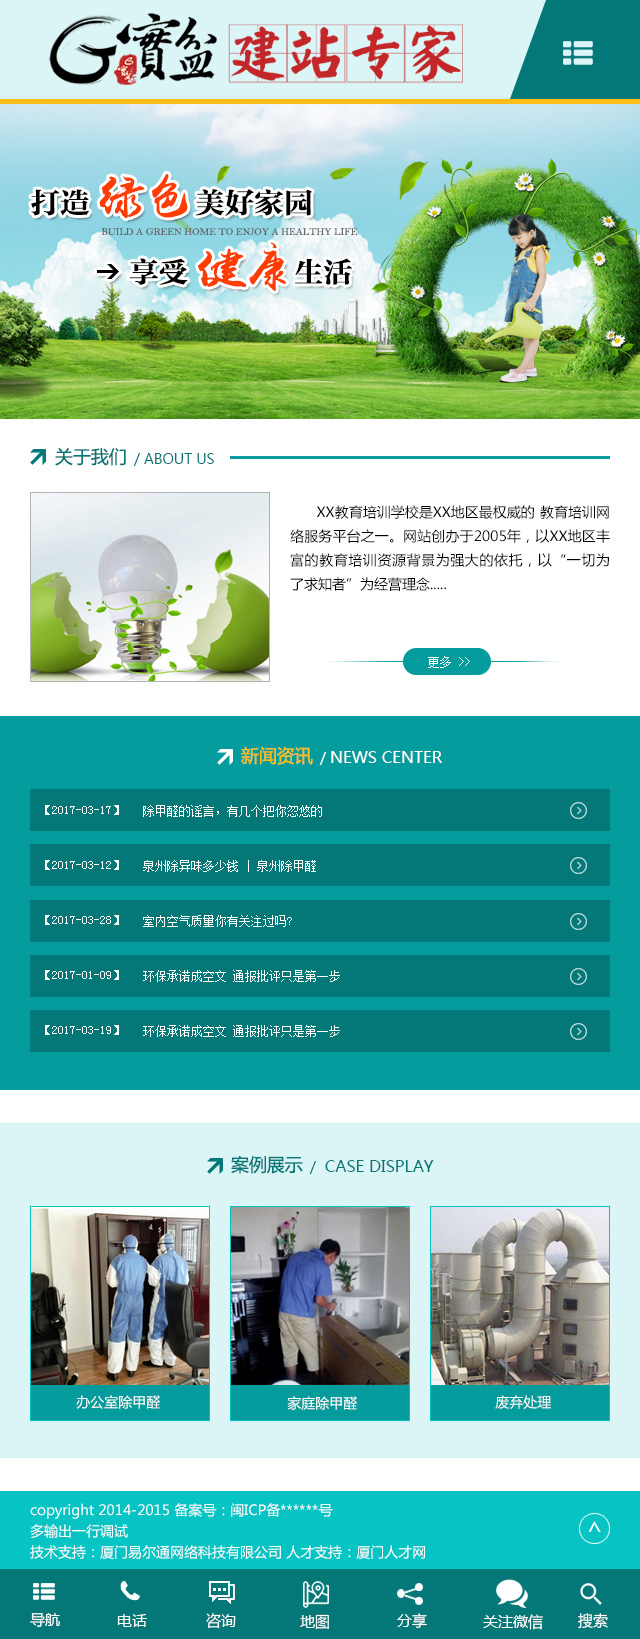 G寶盆 建站专家
打造绿色美好家园
BUILD A GREEN HOME TO ENJOY A HEALTHY LIFE
享受健康生活
关于我们 / ABOUT US
XX教育培训学校是XX地区最权威的 教育培训网
络服务平台之一。网站创办于2005年，以XX地区丰
富的教育培训资源背景为强大的依托，以“一切为
了求知者”为经营理念.....
更多 >>
新闻资讯 / NEWS CENTER
【2017-03-17】 除甲醛的谣言，有几个把你忽悠的
【2017-03-12】 泉州除异味多少钱 | 泉州除甲醛
【2017-03-28】 室内空气质量你有关注过吗?
【2017-01-09】 环保承诺成空文 通报批评只是第一步
【2017-03-19】 环保承诺成空文 通报批评只是第一步
案例展示 / CASE DISPLAY
办公室除甲醛 家庭除甲醛 废弃处理
copyright 2014-2015 备案号：闽ICP备******号
多输出一行调试
技术支持：厦门易尔通网络科技有限公司 人才支持：厦门人才网
导航 电话 咨询 地图 分享 关注微信 搜索